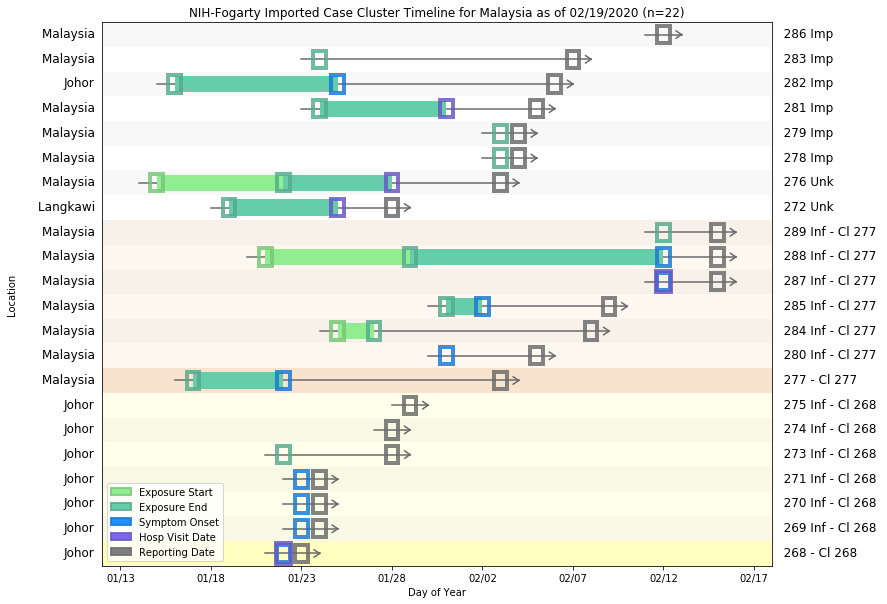 NIH-Fogarty Imported Case Cluster Timeline for Malaysia as of 02/19/2020 (n=22)
Malaysia 286 Imp
Malaysia 283 Imp
Johor 282 Imp
Malaysia 281 Imp
Malaysia 279 Imp
Malaysia 278 Imp
Malaysia 276 Unk
Langkawi 272 Unk
Malaysia 289 Inf - Cl 277
Malaysia 288 Inf - Cl 277
Malaysia 287 Inf - Cl 277
Malaysia 285 Inf - Cl 277
Malaysia 284 Inf - Cl 277
Malaysia 280 Inf - Cl 277
Malaysia 277 - Cl 277
Johor 275 Inf - Cl 268
Johor 274 Inf - Cl 268
Johor 273 Inf - Cl 268
Johor 271 Inf - Cl 268
Johor 270 Inf - Cl 268
Johor 269 Inf - Cl 268
Johor 268 - Cl 268
Location
Exposure Start
Exposure End
Symptom Onset
Hosp Visit Date
Reporting Date
01/13 01/18 01/23 01/28 02/02 02/07 02/12 02/17
Day of Year